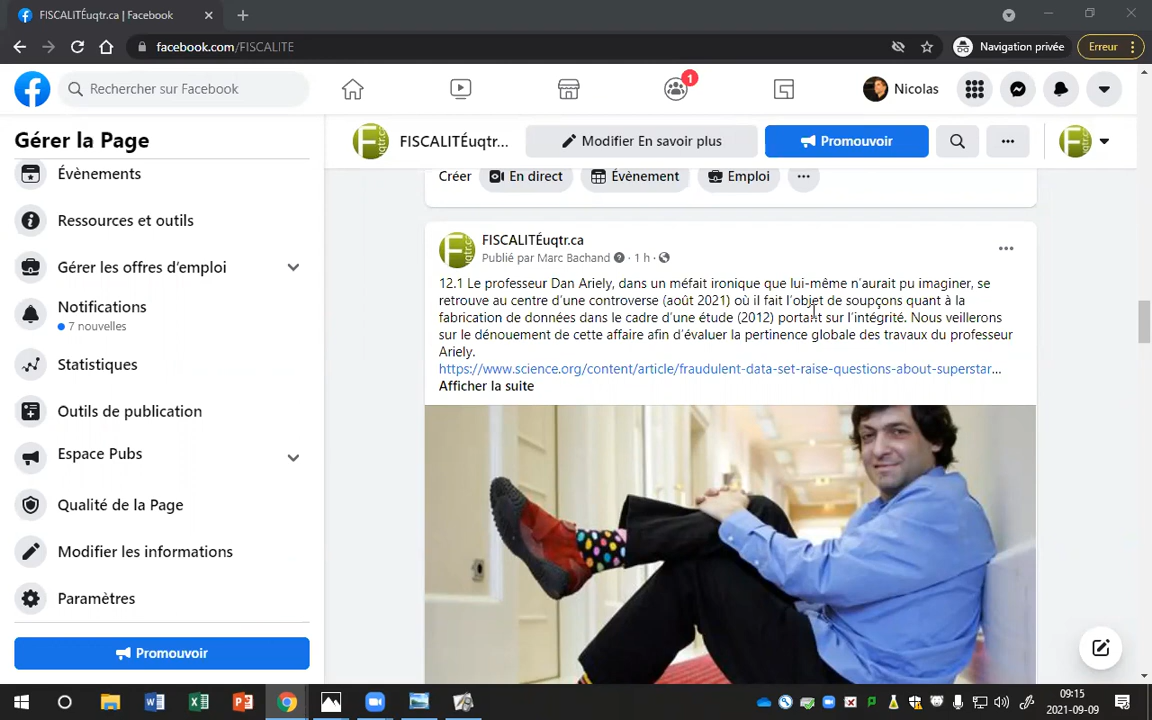 FISCALITÉuqtr.ca | Facebook
facebook.com/FISCALITE
Navigation privée
Erreur
Rechercher sur Facebook
1
Nicolas
Gérer la Page
Évènements
Ressources et outils
Gérer les offres d'emploi
Notifications
7 nouvelles
Statistiques
Outils de publication
Espace Pubs
Qualité de la Page
Modifier les informations
Paramètres
Promouvoir
FISCALITÉuqtr...
Modifier En savoir plus
Promouvoir
Créer
En direct
Évènement
Emploi
FISCALITÉuqtr.ca
Publié par Marc Bachand · 1 h ·
12.1 Le professeur Dan Ariely, dans un méfait ironique que lui-même n'aurait pu imaginer, se
retrouve au centre d'une controverse (août 2021) où il fait l'objet de soupçons quant à la
fabrication de données dans le cadre d'une étude (2012) portant sur l'intégrité. Nous veillerons
sur le dénouement de cette affaire afin d'évaluer la pertinence globale des travaux du professeur
Ariely.
https://www.science.org/content/article/fraudulent-data-set-raise-questions-about-superstar...
Afficher la suite
09:15
2021-09-09